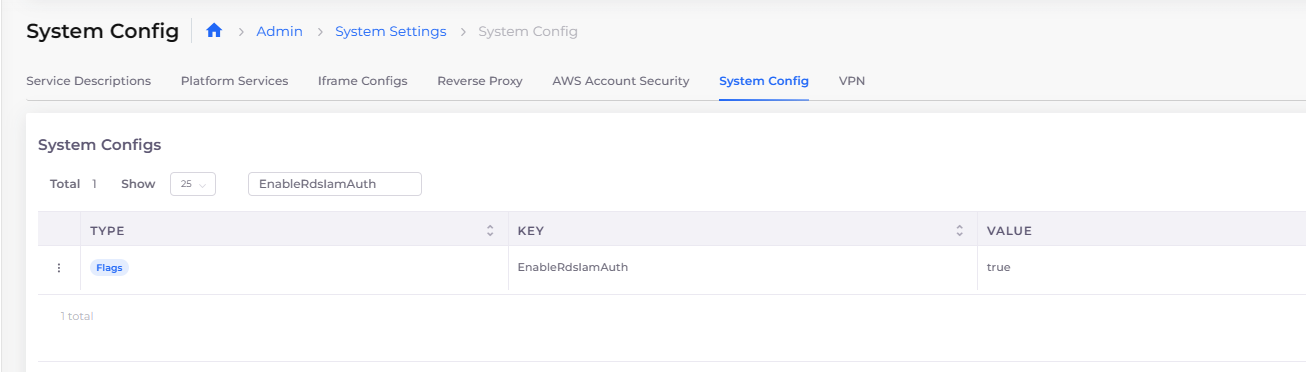 System Config Admin System Settings System Config
Service Descriptions Platform Services Iframe Configs Reverse Proxy AWS Account Security System Config VPN
System Configs
Total 1 Show 25 EnableRdsIamAuth
TYPE KEY VALUE
Flags EnableRdsIamAuth true
1 total